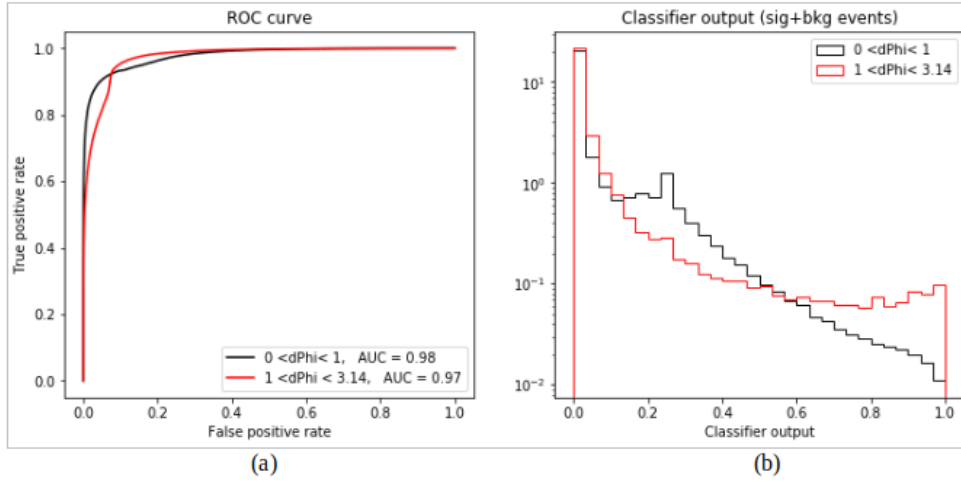 ROC curve
1.0
0.8
0.6
0.4
0.2
0.0
True positive rate
0 <dPhi< 1, AUC = 0.98
1 <dPhi < 3.14, AUC = 0.97
0.0 0.2 0.4 0.6 0.8 1.0
False positive rate
(a)
Classifier output (sig+bkg events)
0 <dPhi< 1
1 <dPhi< 3.14
10¹
10⁰
10⁻¹
10⁻²
0.0 0.2 0.4 0.6 0.8 1.0
Classifier output
(b)